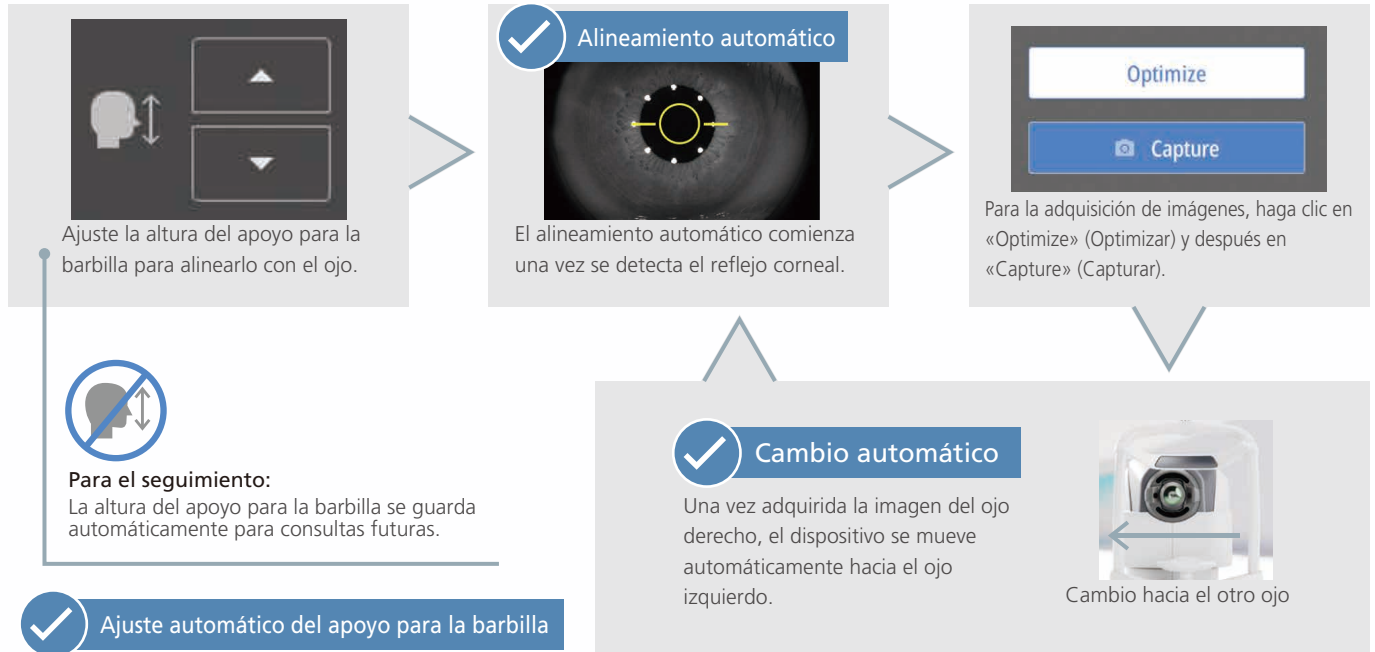 Ajuste la altura del apoyo para la
barbilla para alinearlo con el ojo.
Alineamiento automático
El alineamiento automático comienza
una vez se detecta el reflejo corneal.
Optimize
Capture
Para la adquisición de imágenes, haga clic en
«Optimize» (Optimizar) y después en
«Capture» (Capturar).
Para el seguimiento:
La altura del apoyo para la barbilla se guarda
automáticamente para consultas futuras.
Ajuste automático del apoyo para la barbilla
Cambio automático
Una vez adquirida la imagen del ojo
derecho, el dispositivo se mueve
automáticamente hacia el ojo
izquierdo.
Cambio hacia el otro ojo